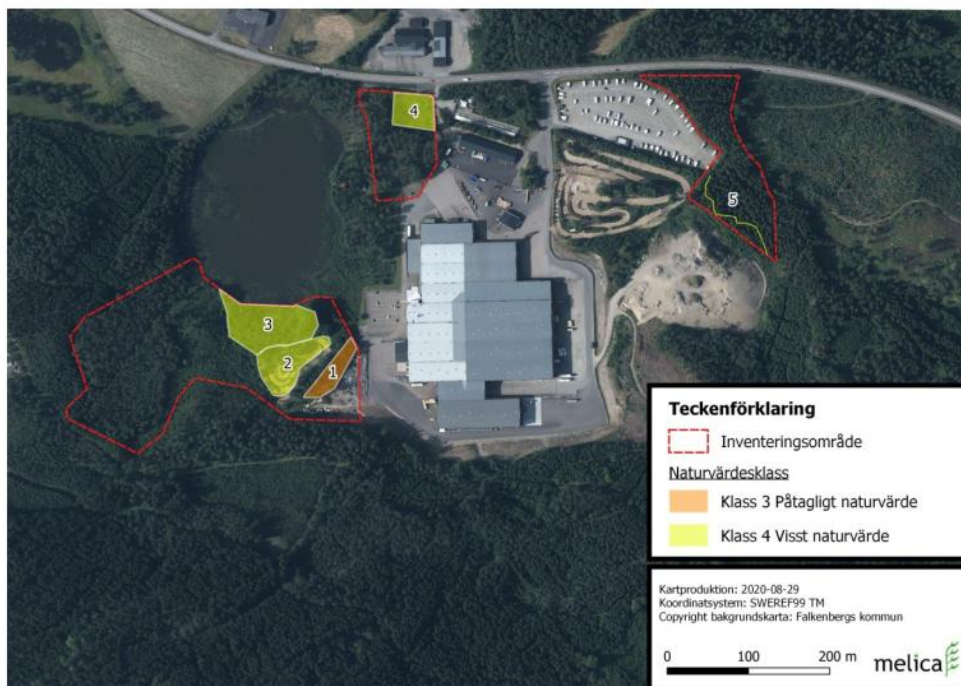 4
5
3
2
1
Teckenförklaring
Inventeringsområde
Naturvärdesklass
Klass 3 Påtagligt naturvärde
Klass 4 Visst naturvärde
Kartproduktion: 2020-08-29
Koordinatsystem: SWEREF99 TM
Copyright bakgrundskarta: Falkenbergs kommun
0 100 200 m
melica